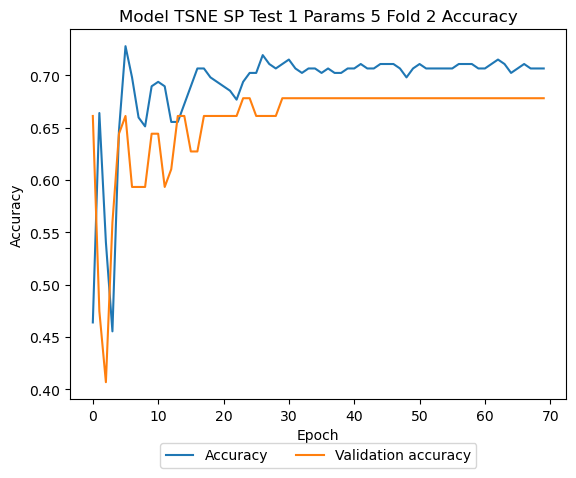 Model TSNE SP Test 1 Params 5 Fold 2 Accuracy
Accuracy
0.70
0.65
0.60
0.55
0.50
0.45
0.40
0 10 20 30 40 50 60 70
Epoch
Accuracy Validation accuracy